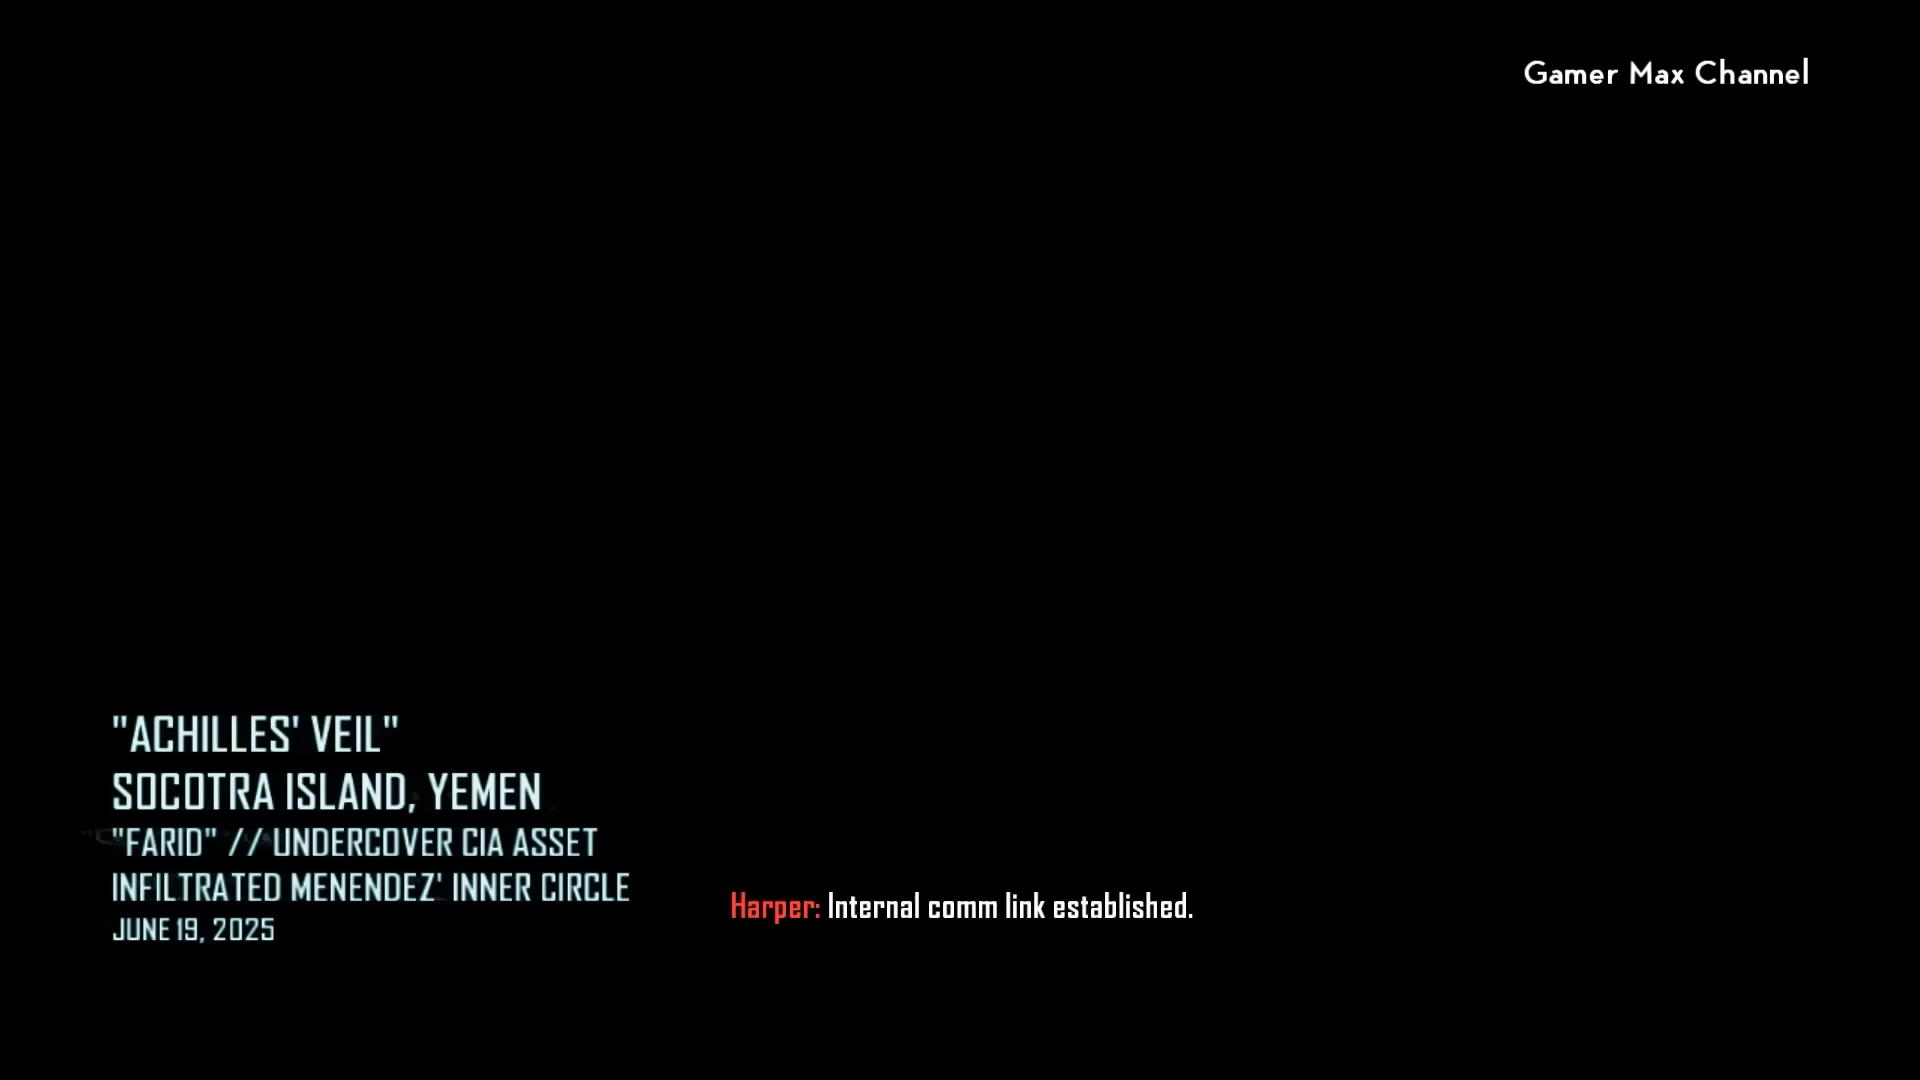 Gamer Max Channel
"ACHILLES' VEIL"
SOCOTRA ISLAND, YEMEN
"FARID" // UNDERCOVER CIA ASSET
INFILTRATED MENENDEZ' INNER CIRCLE
JUNE 19, 2025
Harper: Internal comm link established.